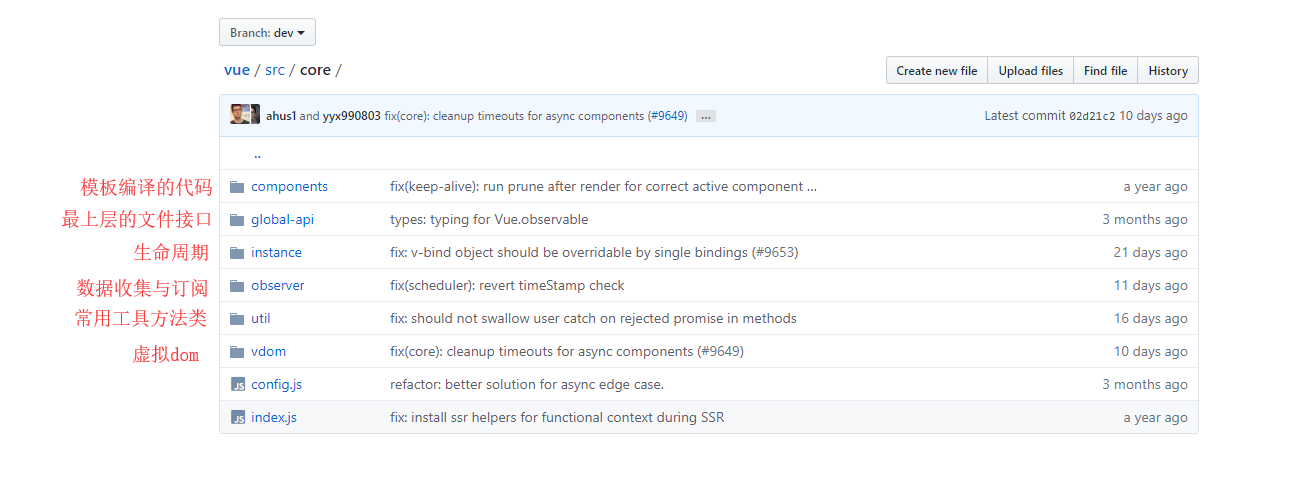 Branch: dev
vue / src / core /
Create new file Upload files Find file History
ahus1 and yyx990803 fix(core): cleanup timeouts for async components (#9649) ... Latest commit 02d21c2 10 days ago
..
模板编译的代码 components fix(keep-alive): run prune after render for correct active component ... a year ago
最上层的文件接口 global-api types: typing for Vue.observable 3 months ago
生命周期 instance fix: v-bind object should be overridable by single bindings (#9653) 21 days ago
数据收集与订阅 observer fix(scheduler): revert timeStamp check 11 days ago
常用工具方法类 util fix: should not swallow user catch on rejected promise in methods 16 days ago
虚拟dom vdom fix(core): cleanup timeouts for async components (#9649) 10 days ago
JS config.js refactor: better solution for async edge case. 3 months ago
JS index.js fix: install ssr helpers for functional context during SSR a year ago